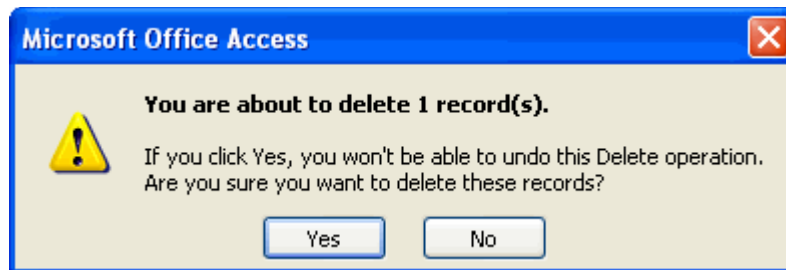 Microsoft Office Access
You are about to delete 1 record(s).
If you click Yes, you won't be able to undo this Delete operation.
Are you sure you want to delete these records?
Yes No